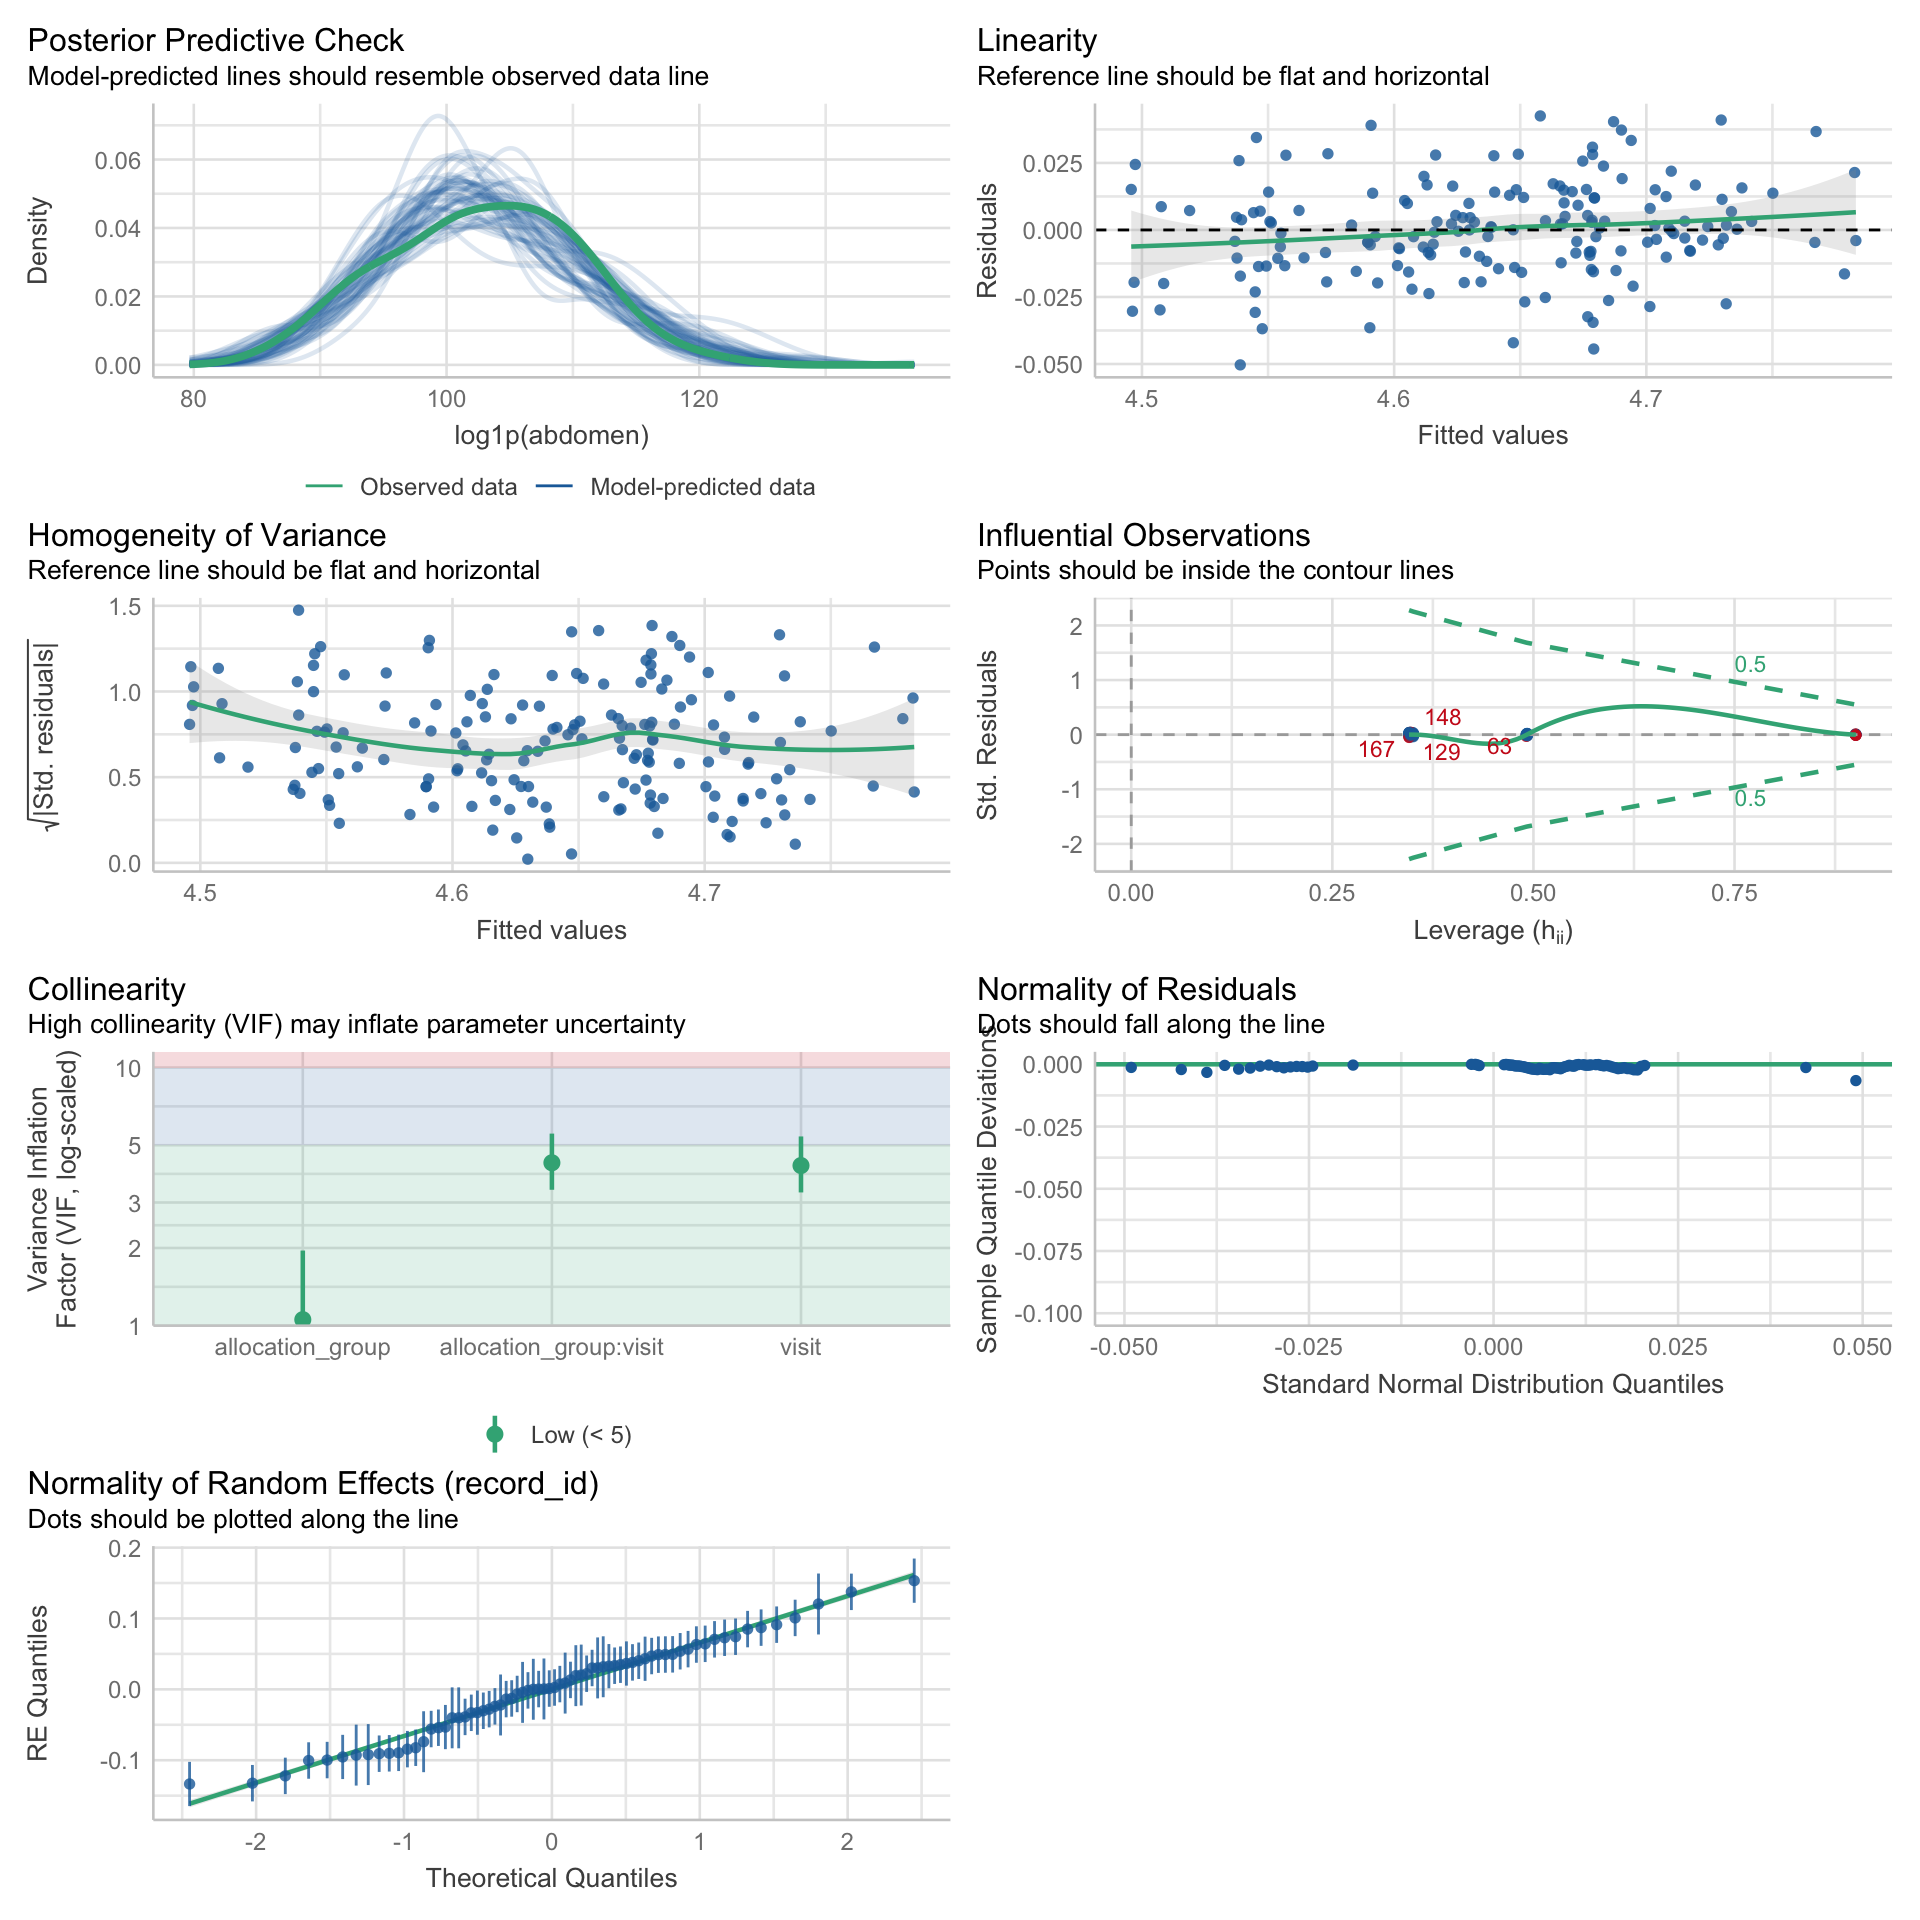 Posterior Predictive Check
Model-predicted lines should resemble observed data line
Density
0.06
0.04
0.02
0.00
80
100
120
log1p(abdomen)
Observed data
Model-predicted data
Linearity
Reference line should be flat and horizontal
Residuals
0.025
0.000
-0.025
-0.050
4.5
4.6
4.7
Fitted values
Homogeneity of Variance
Reference line should be flat and horizontal
√|Std. residuals|
1.5
1.0
0.5
0.0
4.5
4.6
4.7
Fitted values
Influential Observations
Points should be inside the contour lines
Std. Residuals
2
1
0
-1
-2
0.5
148
167
129
63
0.5
0.00
0.25
0.50
0.75
Leverage (hii)
Collinearity
High collinearity (VIF) may inflate parameter uncertainty
Variance Inflation
Factor (VIF, log-scaled)
10
5
3
2
1
allocation_group
allocation_group:visit
visit
Low (< 5)
Normality of Residuals
Dots should fall along the line
Sample Quantile Deviations
0.000
-0.025
-0.050
-0.075
-0.100
-0.050
-0.025
0.000
0.025
0.050
Standard Normal Distribution Quantiles
Normality of Random Effects (record_id)
Dots should be plotted along the line
RE Quantiles
0.2
0.1
0.0
-0.1
-2
-1
0
1
2
Theoretical Quantiles